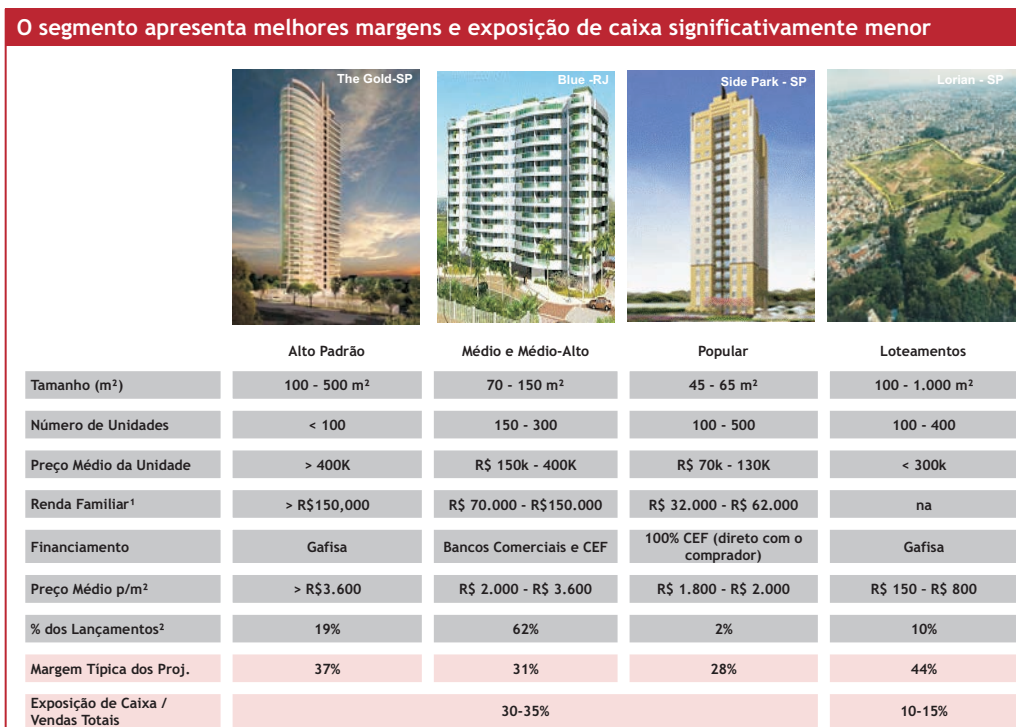 O segmento apresenta melhores margens e exposição de caixa significativamente menor
The Gold-SP
Blue -RJ
Side Park - SP
Lorian - SP
Alto Padrão Médio e Médio-Alto Popular Loteamentos
Tamanho (m²) 100 - 500 m² 70 - 150 m² 45 - 65 m² 100 - 1.000 m²
Número de Unidades < 100 150 - 300 100 - 500 100 - 400
Preço Médio da Unidade > 400K R$ 150k - 400K R$ 70k - 130K < 300k
Renda Familiar¹ > R$150,000 R$ 70.000 - R$150.000 R$ 32.000 - R$ 62.000 na
Financiamento Gafisa Bancos Comerciais e CEF 100% CEF (direto com o
comprador) Gafisa
Preço Médio p/m² > R$3.600 R$ 2.000 - R$ 3.600 R$ 1.800 - R$ 2.000 R$ 150 - R$ 800
% dos Lançamentos² 19% 62% 2% 10%
Margem Típica dos Proj. 37% 31% 28% 44%
Exposição de Caixa /
Vendas Totais 30-35% 10-15%